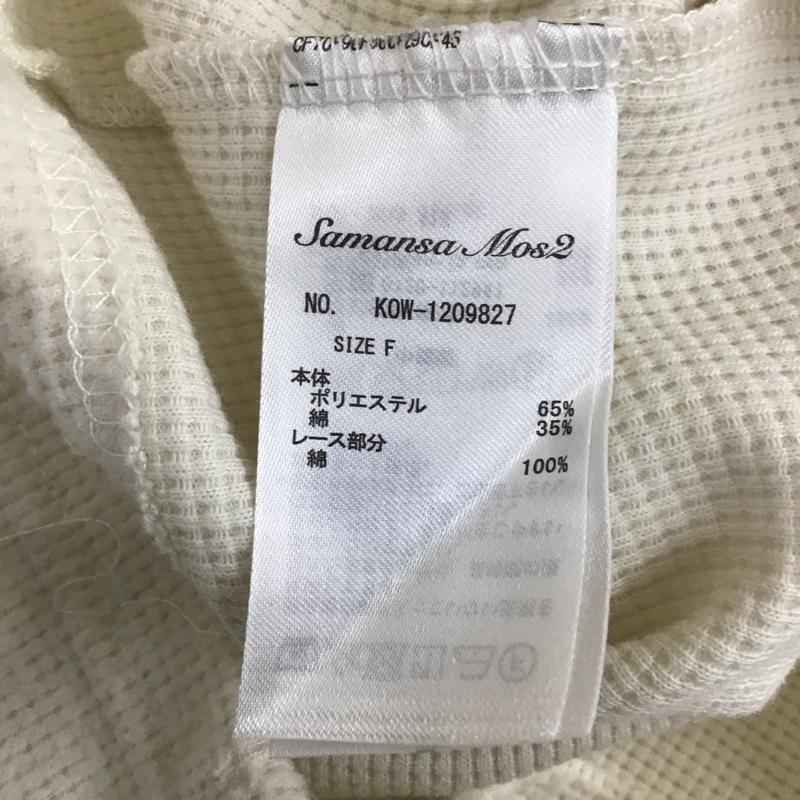 Samansa Mos2
NO. KOW-1209827
SIZE F
本体
ポリエステル 65%
綿 35%
レース部分
綿 100%